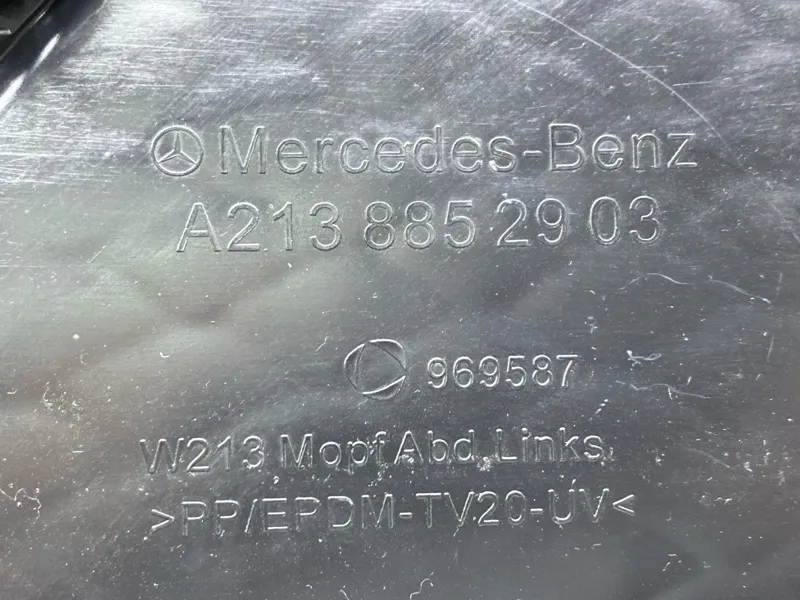 Mercedes-Benz
A213 885 29 03
969587
W213 Mopf Abd. Links
>PP/EPDM-TV20-UV<